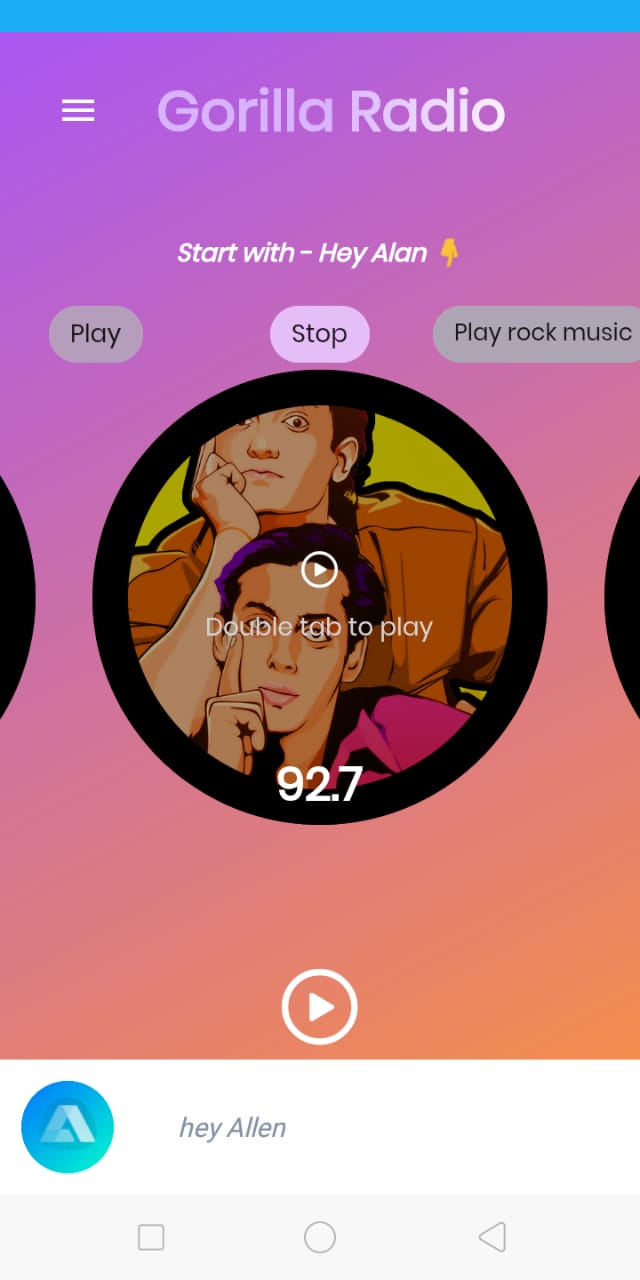 Gorilla Radio
Start with - Hey Alan 👇
Play
Stop
Play rock music
Double tab to play
92.7
hey Allen